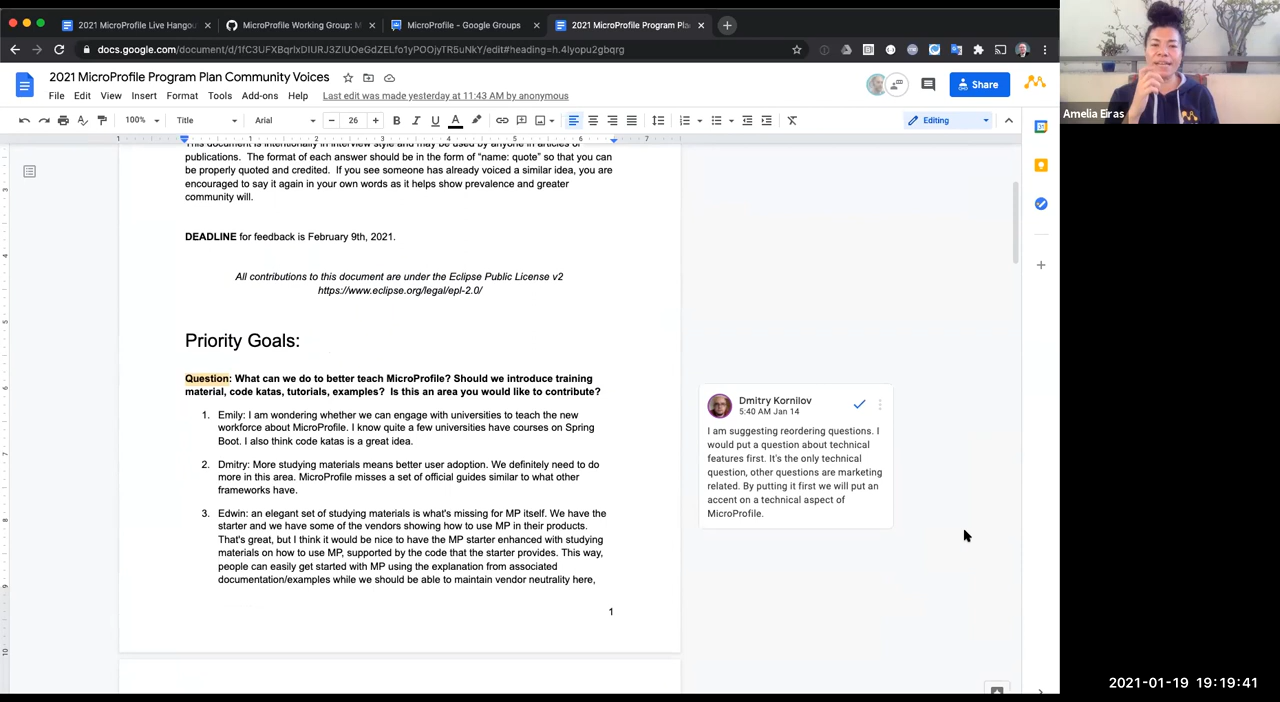 2021 MicroProfile Live Hangou
MicroProfile Working Group: M
MicroProfile - Google Groups
2021 MicroProfile Program Pla
docs.google.com/document/d/1fC3UFXBqrlxDIURJ3ZIUOeGdZELfo1yPOOjyTR5uNkY/edit#heading=h.4lyopu2gbqrg
2021 MicroProfile Program Plan Community Voices
Share
File Edit View Insert Format Tools Add-ons Help Last edit was made yesterday at 11:43 AM by anonymous
100% Title Arial 26 B I U A Editing
Amelia Eiras
This document is intentionally in interview style and may be used by anyone in articles or
publications. The format of each answer should be in the form of “name: quote” so that you can
be properly quoted and credited. If you see someone has already voiced a similar idea, you are
encouraged to say it again in your own words as it helps show prevalence and greater
community will.
DEADLINE for feedback is February 9th, 2021.
All contributions to this document are under the Eclipse Public License v2
https://www.eclipse.org/legal/epl-2.0/
Priority Goals:
Question: What can we do to better teach MicroProfile? Should we introduce training
material, code katas, tutorials, examples? Is this an area you would like to contribute?
1. Emily: I am wondering whether we can engage with universities to teach the new
workforce about MicroProfile. I know quite a few universities have courses on Spring
Boot. I also think code katas is a great idea.
2. Dmitry: More studying materials means better user adoption. We definitely need to do
more in this area. MicroProfile misses a set of official guides similar to what other
frameworks have.
3. Edwin: an elegant set of studying materials is what's missing for MP itself. We have the
starter and we have some of the vendors showing how to use MP in their products.
That's great, but I think it would be nice to have the MP starter enhanced with studying
materials on how to use MP, supported by the code that the starter provides. This way,
people can easily get started with MP using the explanation from associated
documentation/examples while we should be able to maintain vendor neutrality here,
1
Dmitry Kornilov
5:40 AM Jan 14
I am suggesting reordering questions. I
would put a question about technical
features first. It's the only technical
question, other questions are marketing
related. By putting it first we will put an
accent on a technical aspect of
MicroProfile.
2021-01-19 19:19:41